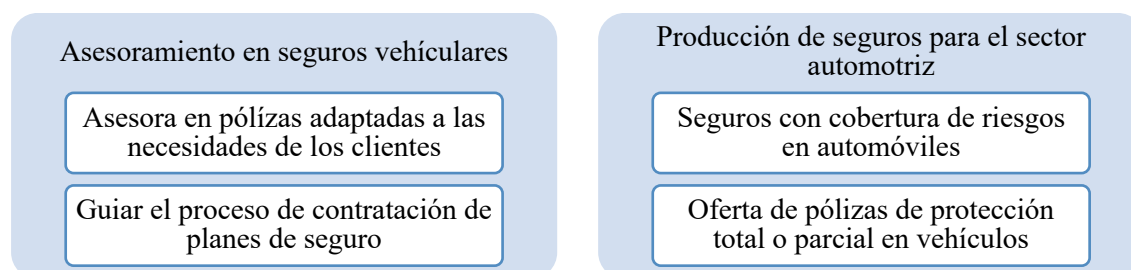 Asesoramiento en seguros vehículares
Asesora en pólízas adaptadas a las
necesidades de los clientes
Guiar el proceso de contratación de
planes de seguro
Producción de seguros para el sector
automotriz
Seguros con cobertura de riesgos
en automóviles
Oferta de pólizas de protección
total o parcial en vehículos